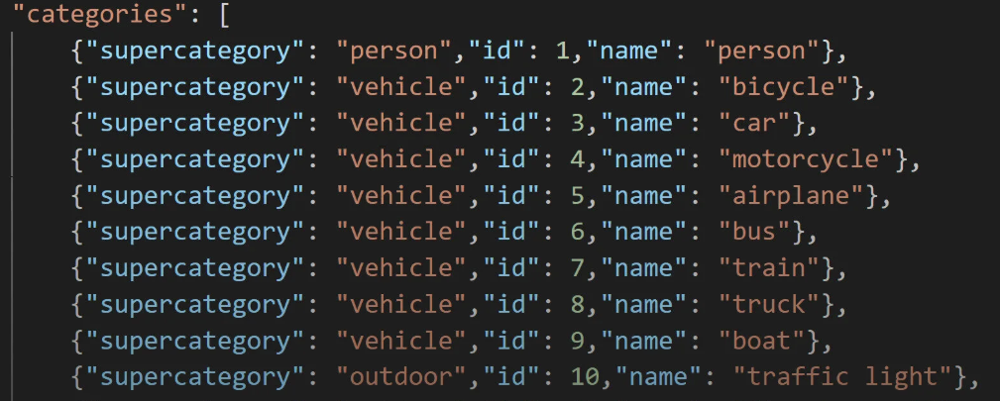 "categories": [
{"supercategory": "person","id": 1,"name": "person"},
{"supercategory": "vehicle","id": 2,"name": "bicycle"},
{"supercategory": "vehicle","id": 3,"name": "car"},
{"supercategory": "vehicle","id": 4,"name": "motorcycle"},
{"supercategory": "vehicle","id": 5,"name": "airplane"},
{"supercategory": "vehicle","id": 6,"name": "bus"},
{"supercategory": "vehicle","id": 7,"name": "train"},
{"supercategory": "vehicle","id": 8,"name": "truck"},
{"supercategory": "vehicle","id": 9,"name": "boat"},
{"supercategory": "outdoor","id": 10,"name": "traffic light"},